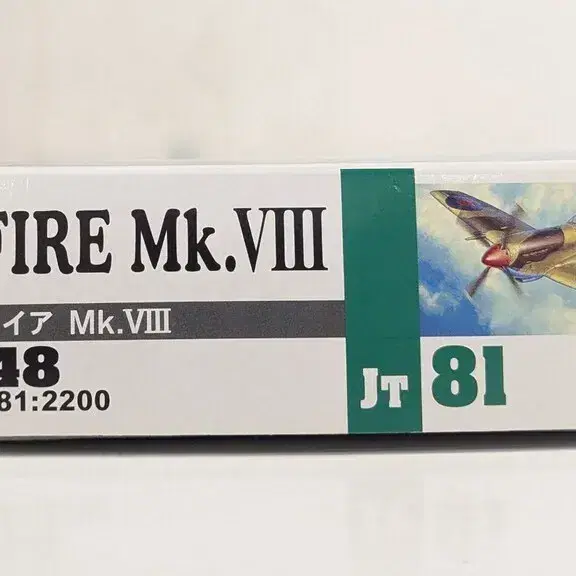 FIRE Mk.VIII
イア Mk.VIII
48
81:2200
JT 81